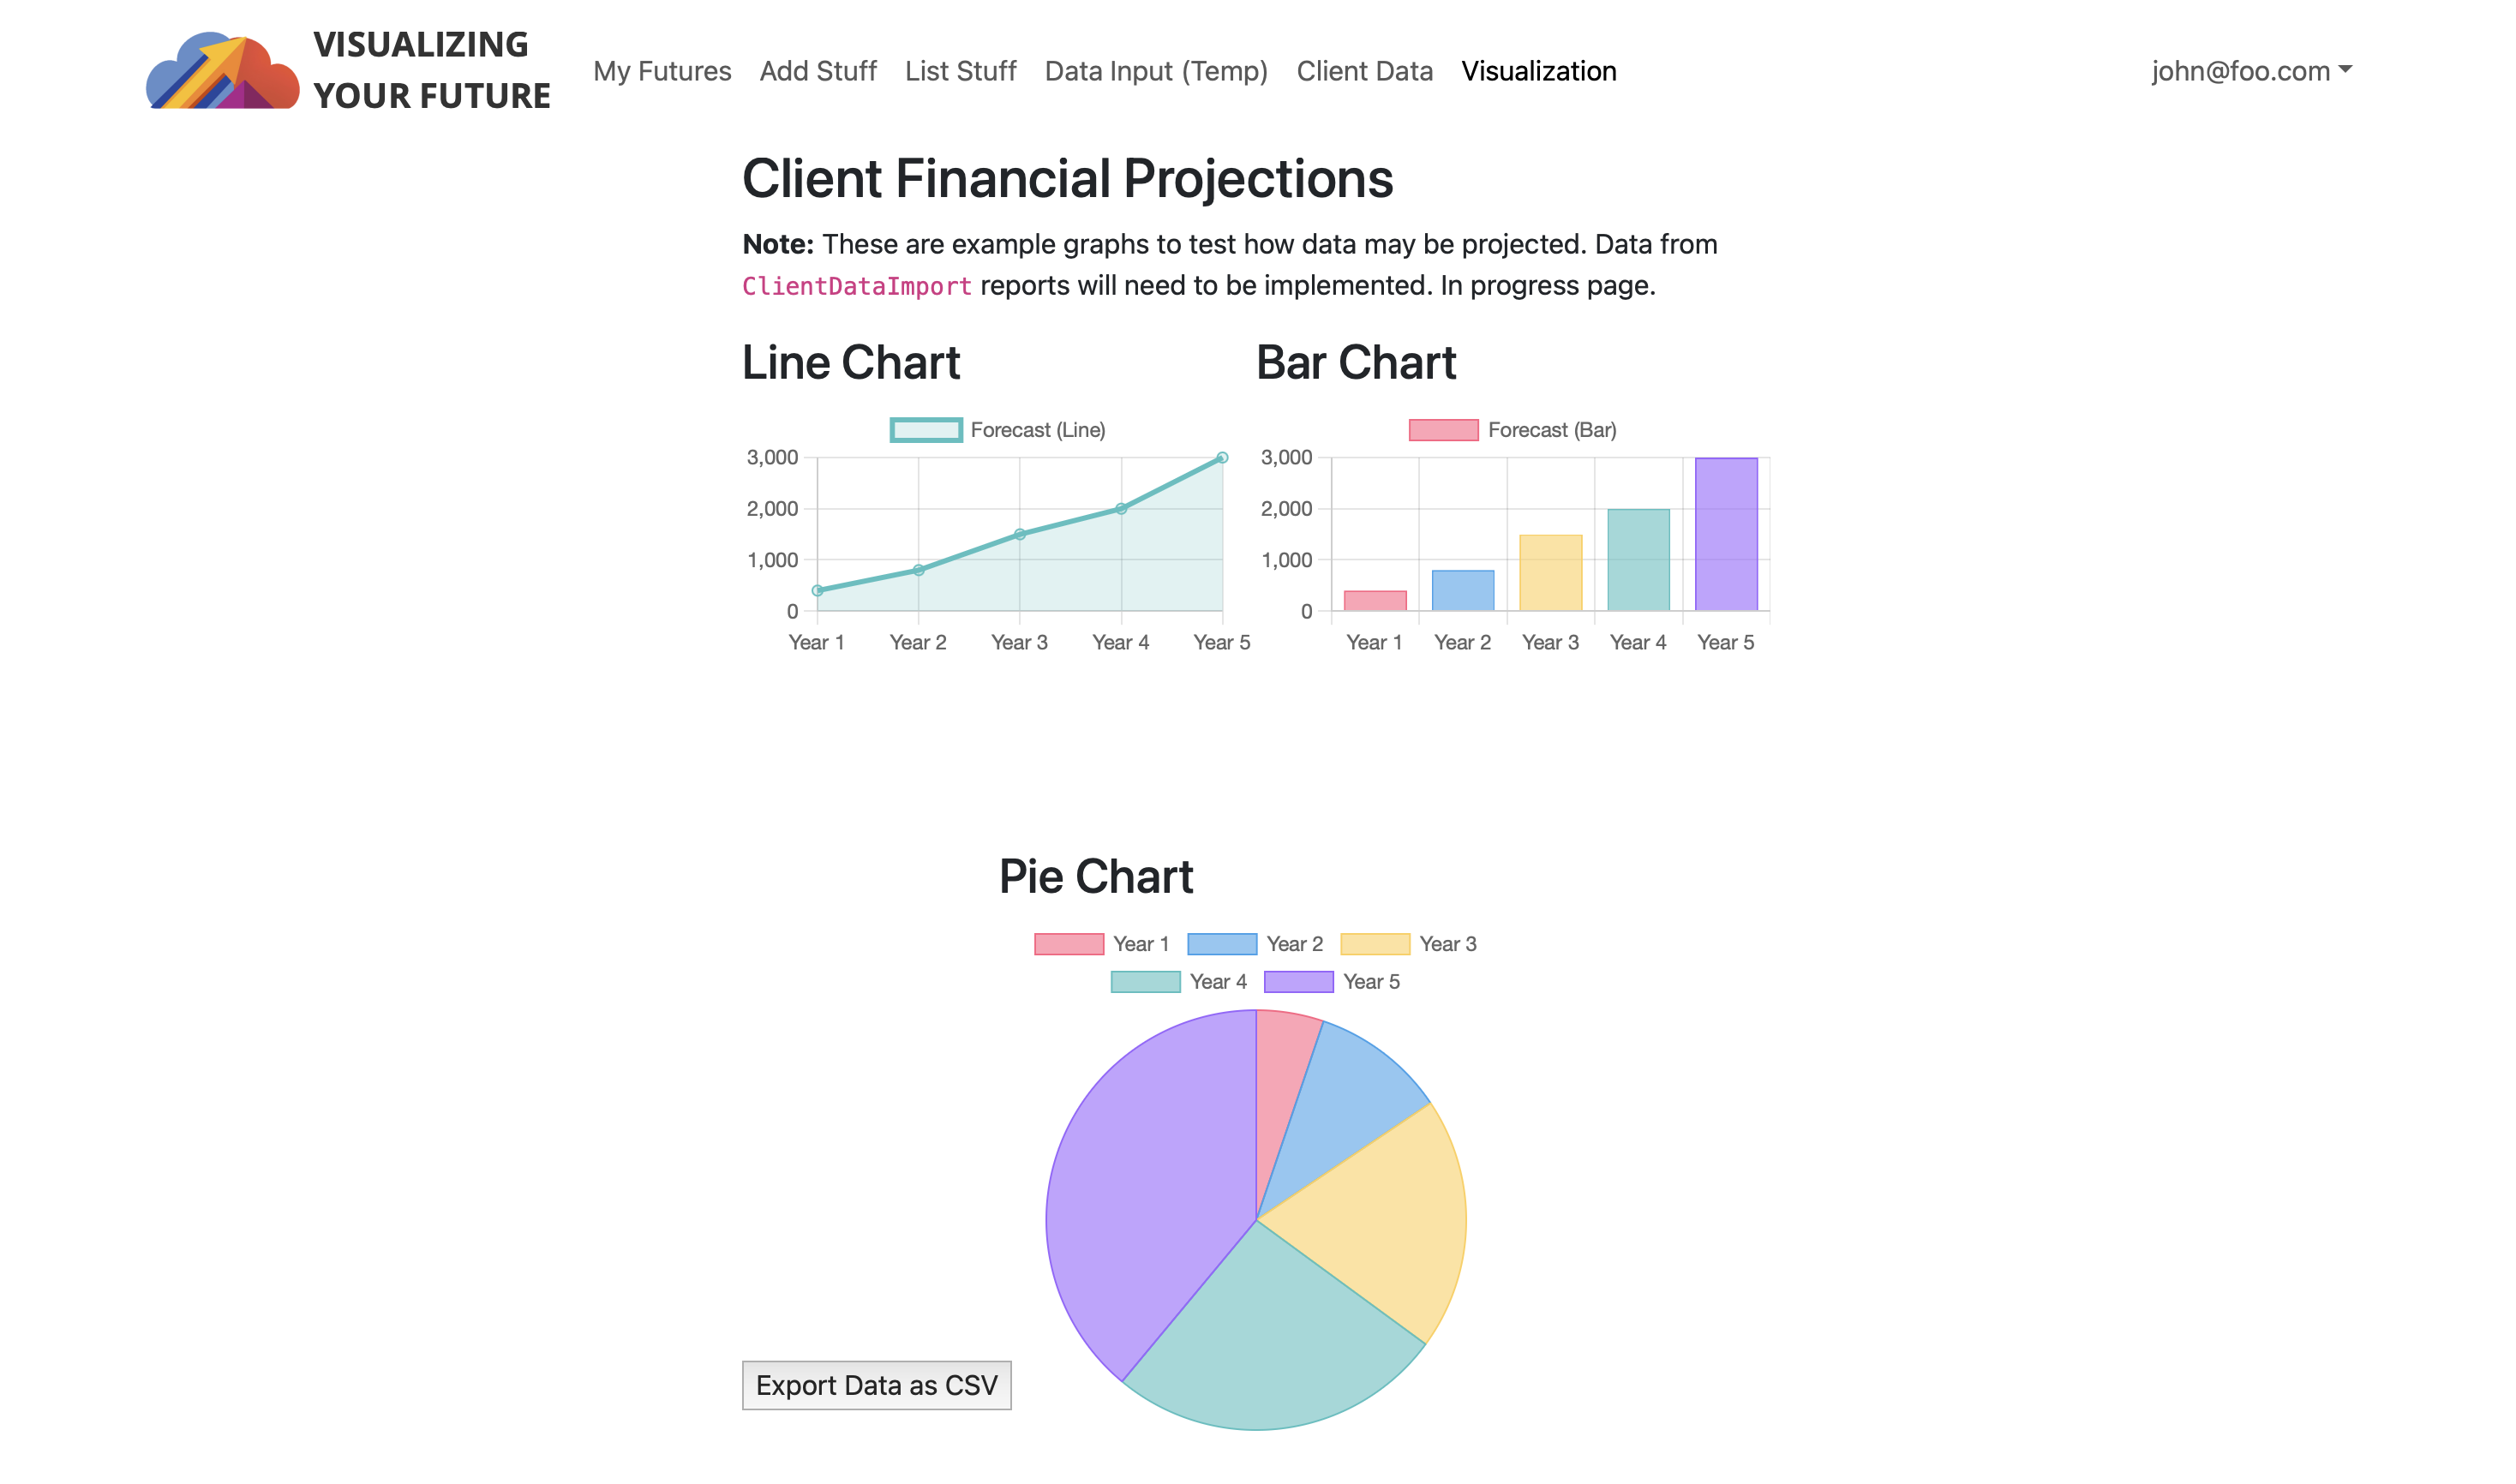 VISUALIZING
YOUR FUTURE
My Futures Add Stuff List Stuff Data Input (Temp) Client Data Visualization john@foo.com
Client Financial Projections
Note: These are example graphs to test how data may be projected. Data from
ClientDataImport reports will need to be implemented. In progress page.
Line Chart
Forecast (Line)
3,000
2,000
1,000
0
Year 1 Year 2 Year 3 Year 4 Year 5
Bar Chart
Forecast (Bar)
3,000
2,000
1,000
0
Year 1 Year 2 Year 3 Year 4 Year 5
Pie Chart
Year 1 Year 2 Year 3
Year 4 Year 5
Export Data as CSV